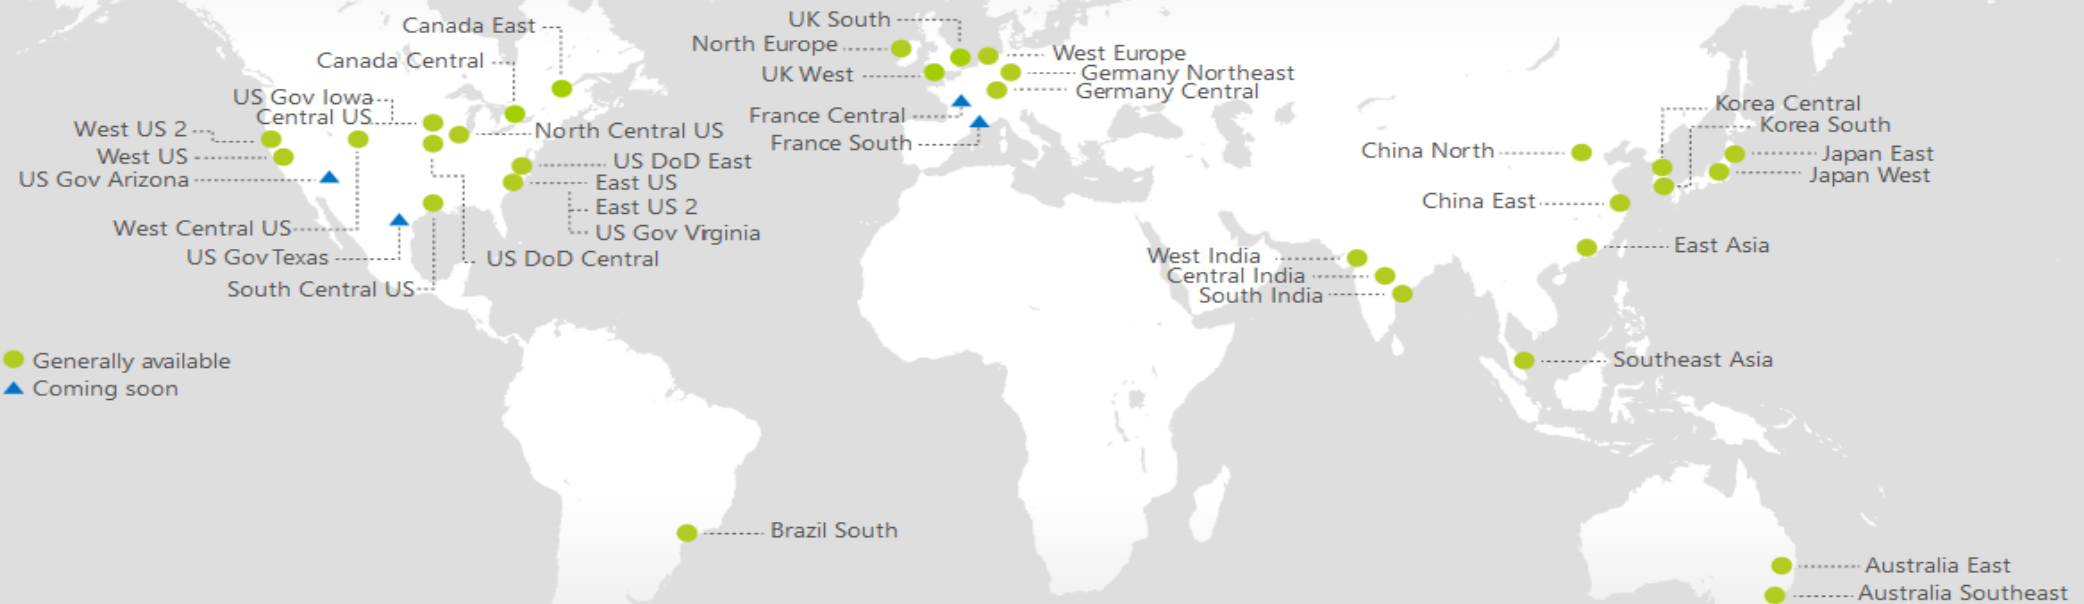 Canada East
Canada Central
US Gov Iowa
Central US
West US 2
West US
US Gov Arizona
North Central US
US DoD East
East US
East US 2
US Gov Virginia
West Central US
US Gov Texas
US DoD Central
South Central US
Generally available
Coming soon
UK South
North Europe
UK West
West Europe
Germany Northeast
Germany Central
France Central
France South
Korea Central
Korea South
China North
Japan East
Japan West
China East
East Asia
West India
Central India
South India
Southeast Asia
Brazil South
Australia East
Australia Southeast